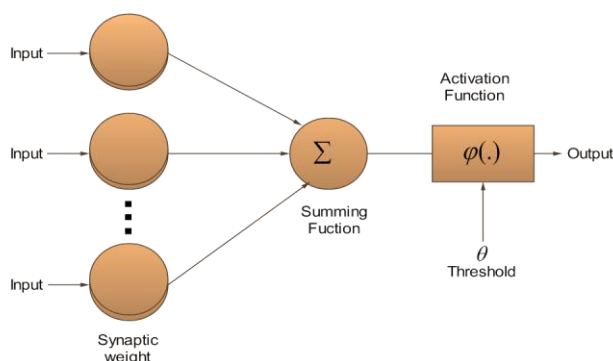 Input
Input
Input
Synaptic
weight
Σ
Summing
Fuction
Activation
Function
φ(.)
Output
θ
Threshold